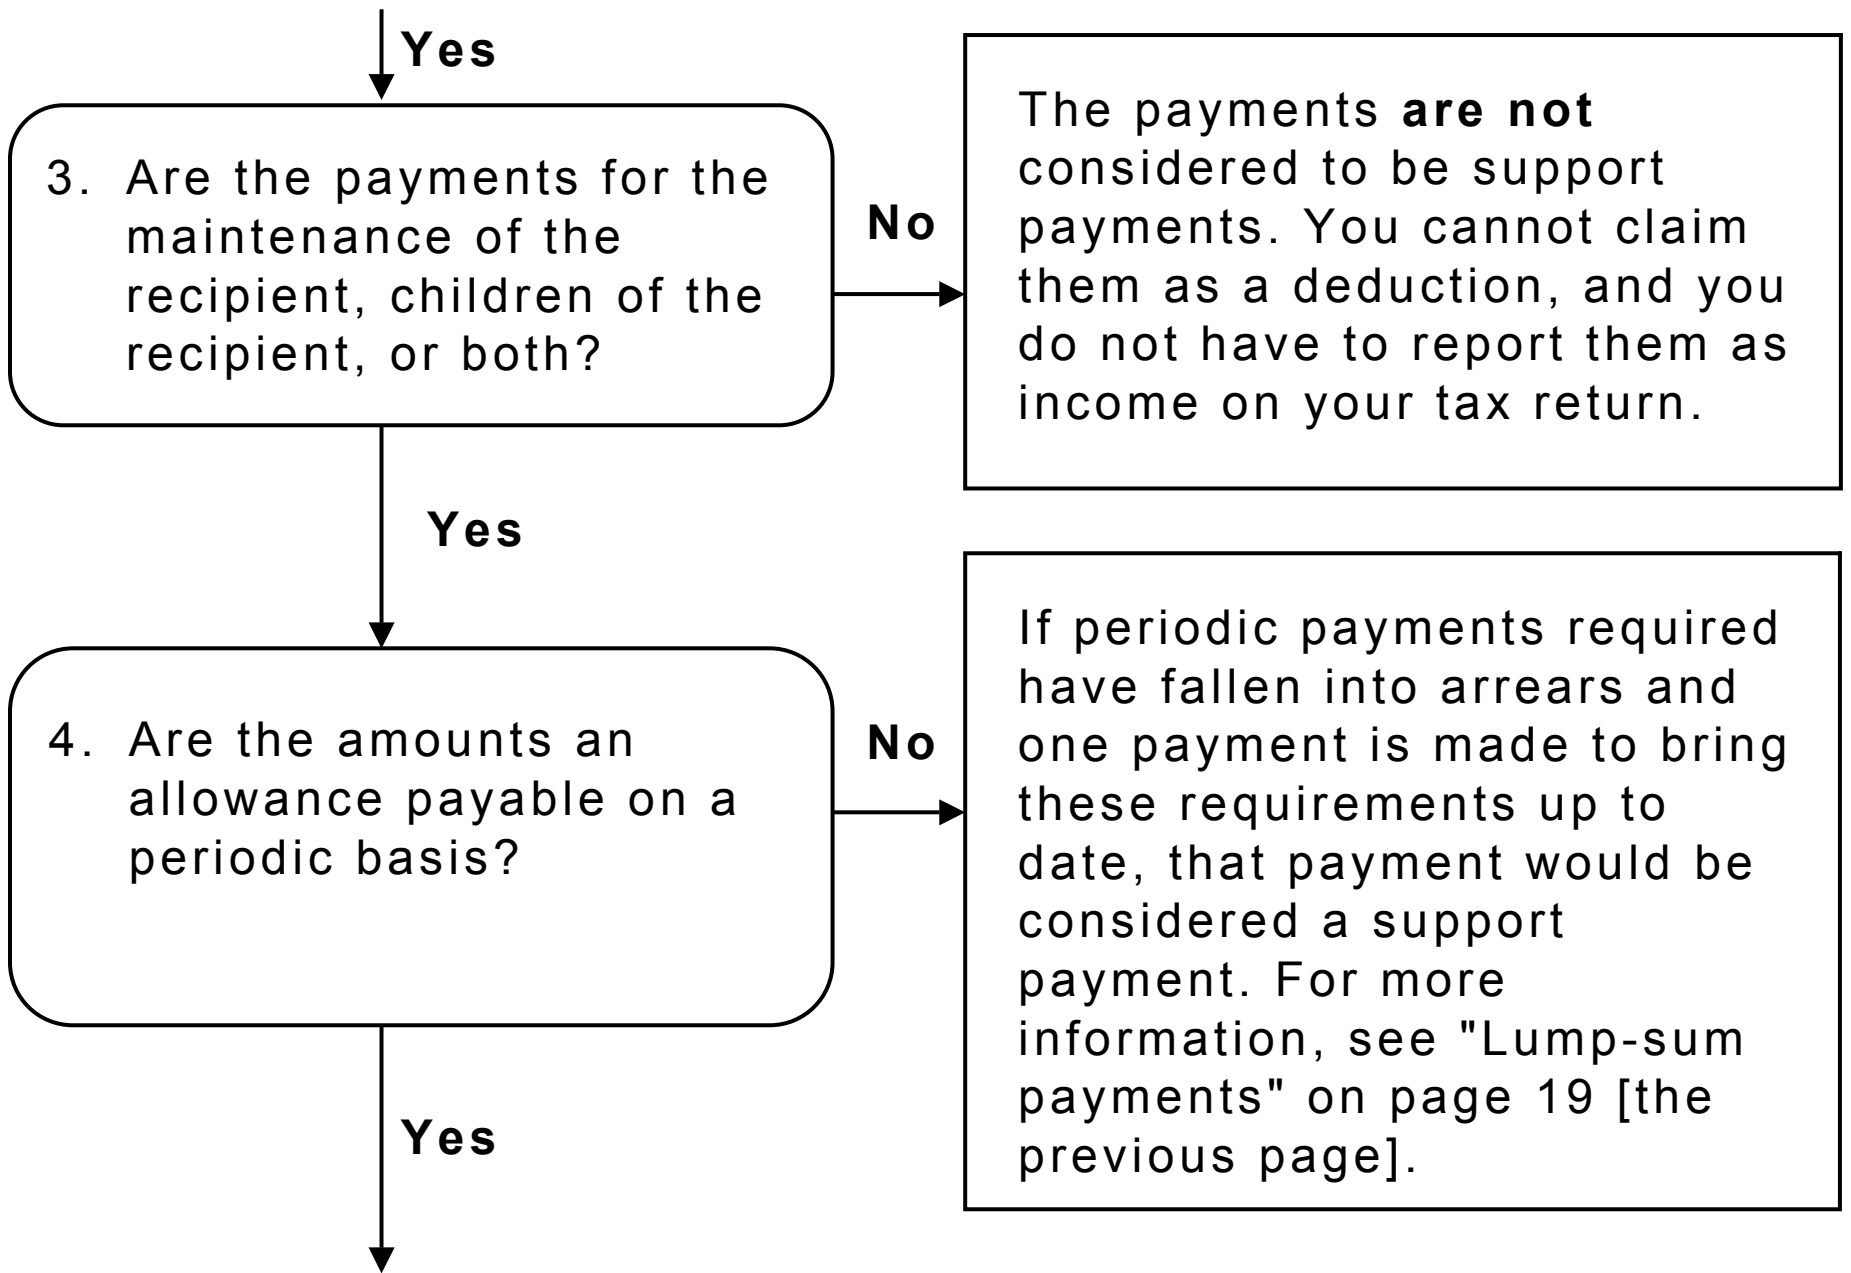 Yes
3. Are the payments for the
maintenance of the
recipient, children of the
recipient, or both?
No
The payments are not
considered to be support
payments. You cannot claim
them as a deduction, and you
do not have to report them as
income on your tax return.
Yes
4. Are the amounts an
allowance payable on a
periodic basis?
No
If periodic payments required
have fallen into arrears and
one payment is made to bring
these requirements up to
date, that payment would be
considered a support
payment. For more
information, see "Lump-sum
payments" on page 19 [the
previous page].
Yes